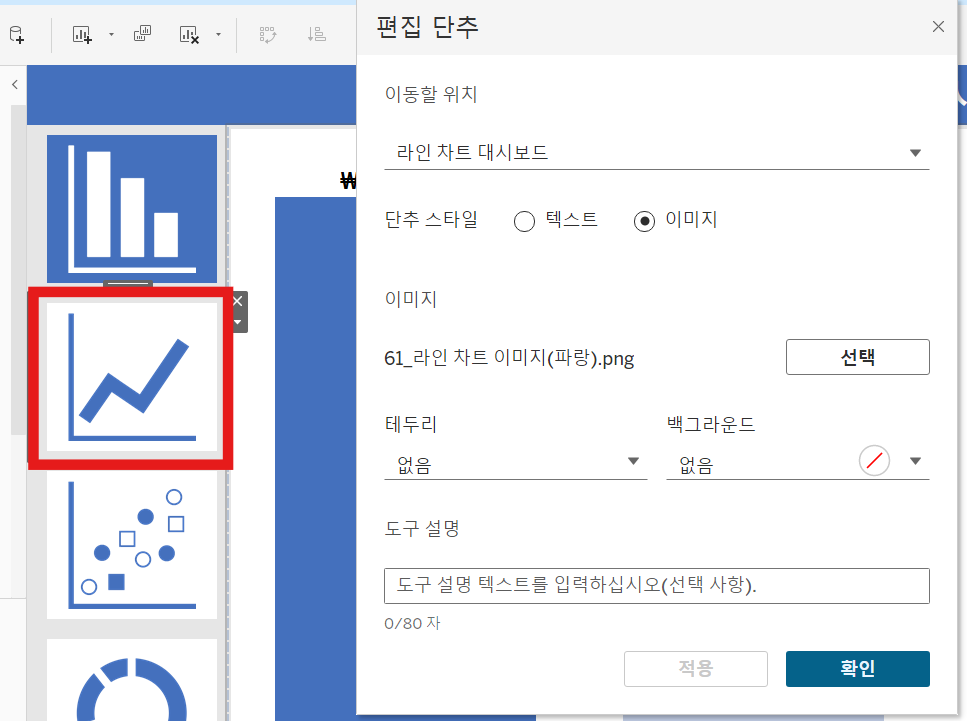 편집 단추
이동할 위치
라인 차트 대시보드
₩
단추 스타일 텍스트 이미지
이미지
61_라인 차트 이미지(파랑).png 선택
테두리 백그라운드
없음 없음
도구 설명
도구 설명 텍스트를 입력하십시오(선택 사항).
0/80 자
적용 확인